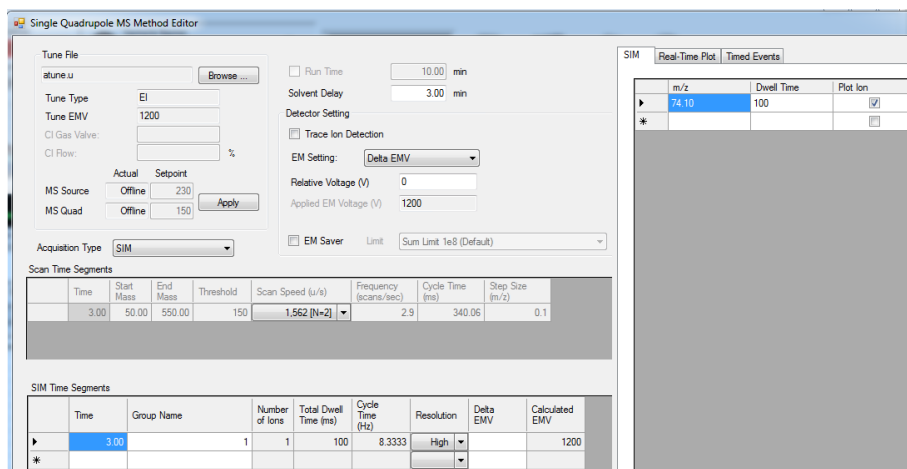 Single Quadrupole MS Method Editor
Tune File
atune.u Browse ...
Tune Type EI
Tune EMV 1200
CI Gas Valve:
CI Flow: %
Actual Setpoint
MS Source Offline 230
MS Quad Offline 150
Apply
Run Time 10.00 min
Solvent Delay 3.00 min
Detector Setting
Trace Ion Detection
EM Setting: Delta EMV
Relative Voltage (V) 0
Applied EM Voltage (V) 1200
EM Saver Limit Sum Limit 1e8 (Default)
Acquisition Type SIM
Scan Time Segments
Time Start Mass End Mass Threshold Scan Speed (u/s) Frequency (scans/sec) Cycle Time (ms) Step Size (m/z)
3.00 50.00 550.00 150 1,562 [N=2] 2.9 340.06 0.1
SIM Time Segments
Time Group Name Number of Ions Total Dwell Time (ms) Cycle Time (Hz) Resolution Delta EMV Calculated EMV
3.00 1 1 100 8.3333 High 1200
SIM Real-Time Plot Timed Events
m/z Dwell Time Plot Ion
74.10 100